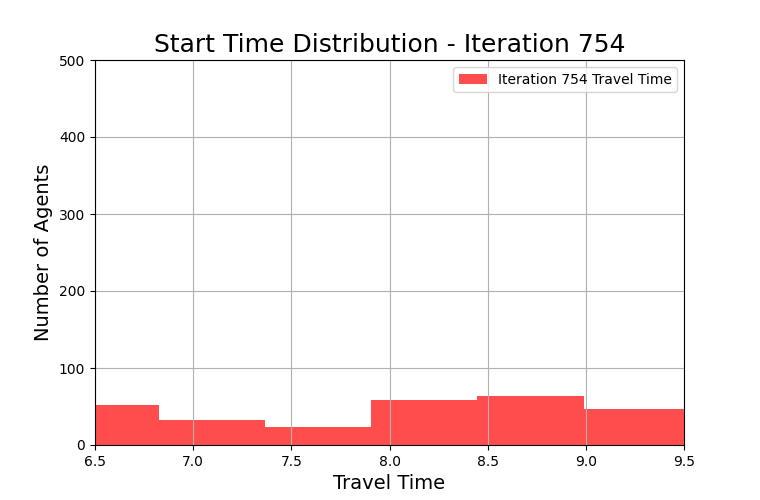 Start Time Distribution - Iteration 754
500
400
300
200
100
0
Number of Agents
Iteration 754 Travel Time
6.5 7.0 7.5 8.0 8.5 9.0 9.5
Travel Time